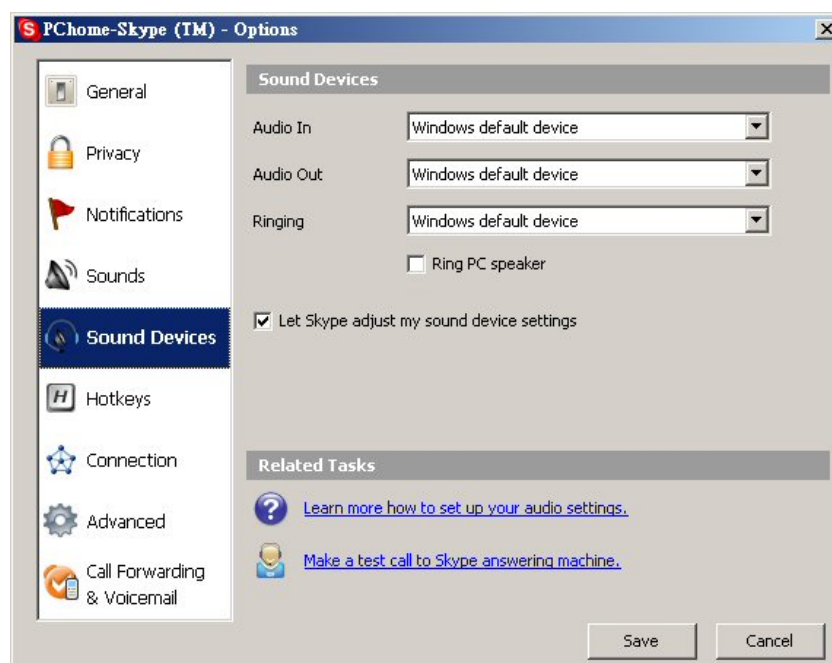 PChome-Skype (TM) - Options
General
Privacy
Notifications
Sounds
Sound Devices
Hotkeys
Connection
Advanced
Call Forwarding
& Voicemail
Sound Devices
Audio In
Windows default device
Audio Out
Windows default device
Ringing
Windows default device
Ring PC speaker
Let Skype adjust my sound device settings
Related Tasks
Learn more how to set up your audio settings.
Make a test call to Skype answering machine.
Save
Cancel